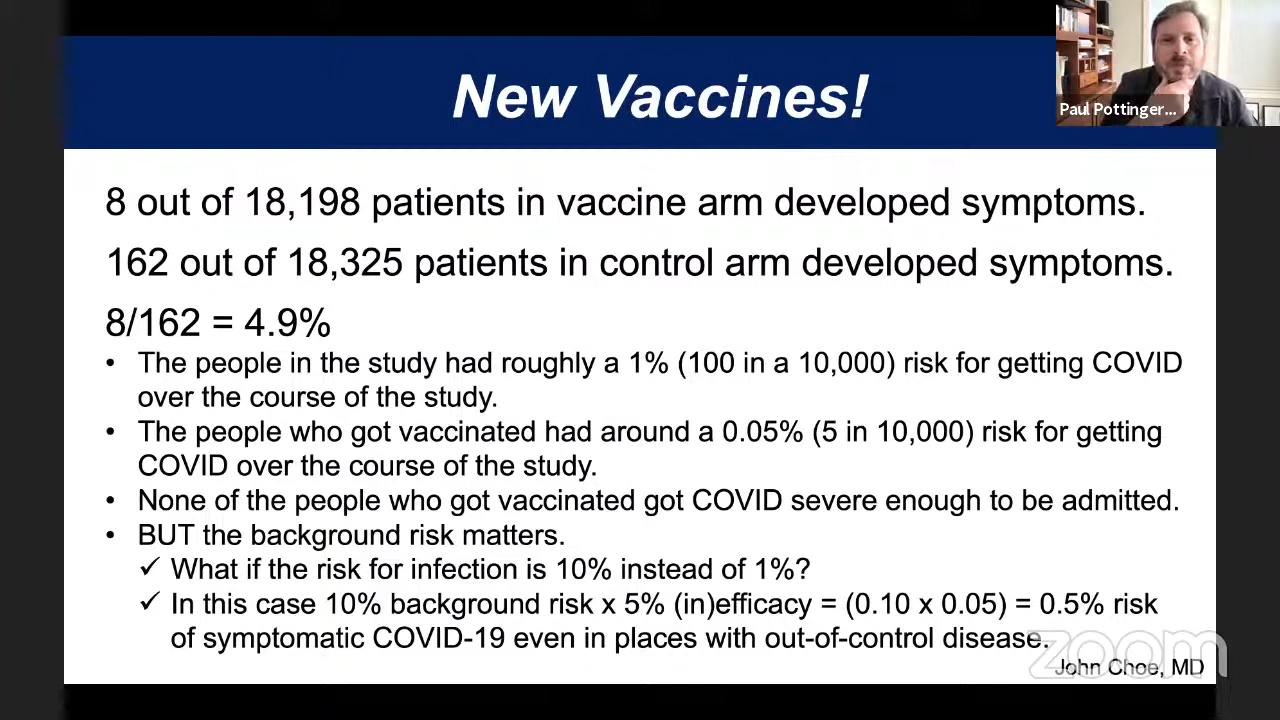 New Vaccines!
Paul Pottinger...
8 out of 18,198 patients in vaccine arm developed symptoms.
162 out of 18,325 patients in control arm developed symptoms.
8/162 = 4.9%
• The people in the study had roughly a 1% (100 in a 10,000) risk for getting COVID
over the course of the study.
• The people who got vaccinated had around a 0.05% (5 in 10,000) risk for getting
COVID over the course of the study.
• None of the people who got vaccinated got COVID severe enough to be admitted.
• BUT the background risk matters.
✓ What if the risk for infection is 10% instead of 1%?
✓ In this case 10% background risk x 5% (in)efficacy = (0.10 x 0.05) = 0.5% risk
of symptomatic COVID-19 even in places with out-of-control disease.
zoom
John Choe, MD